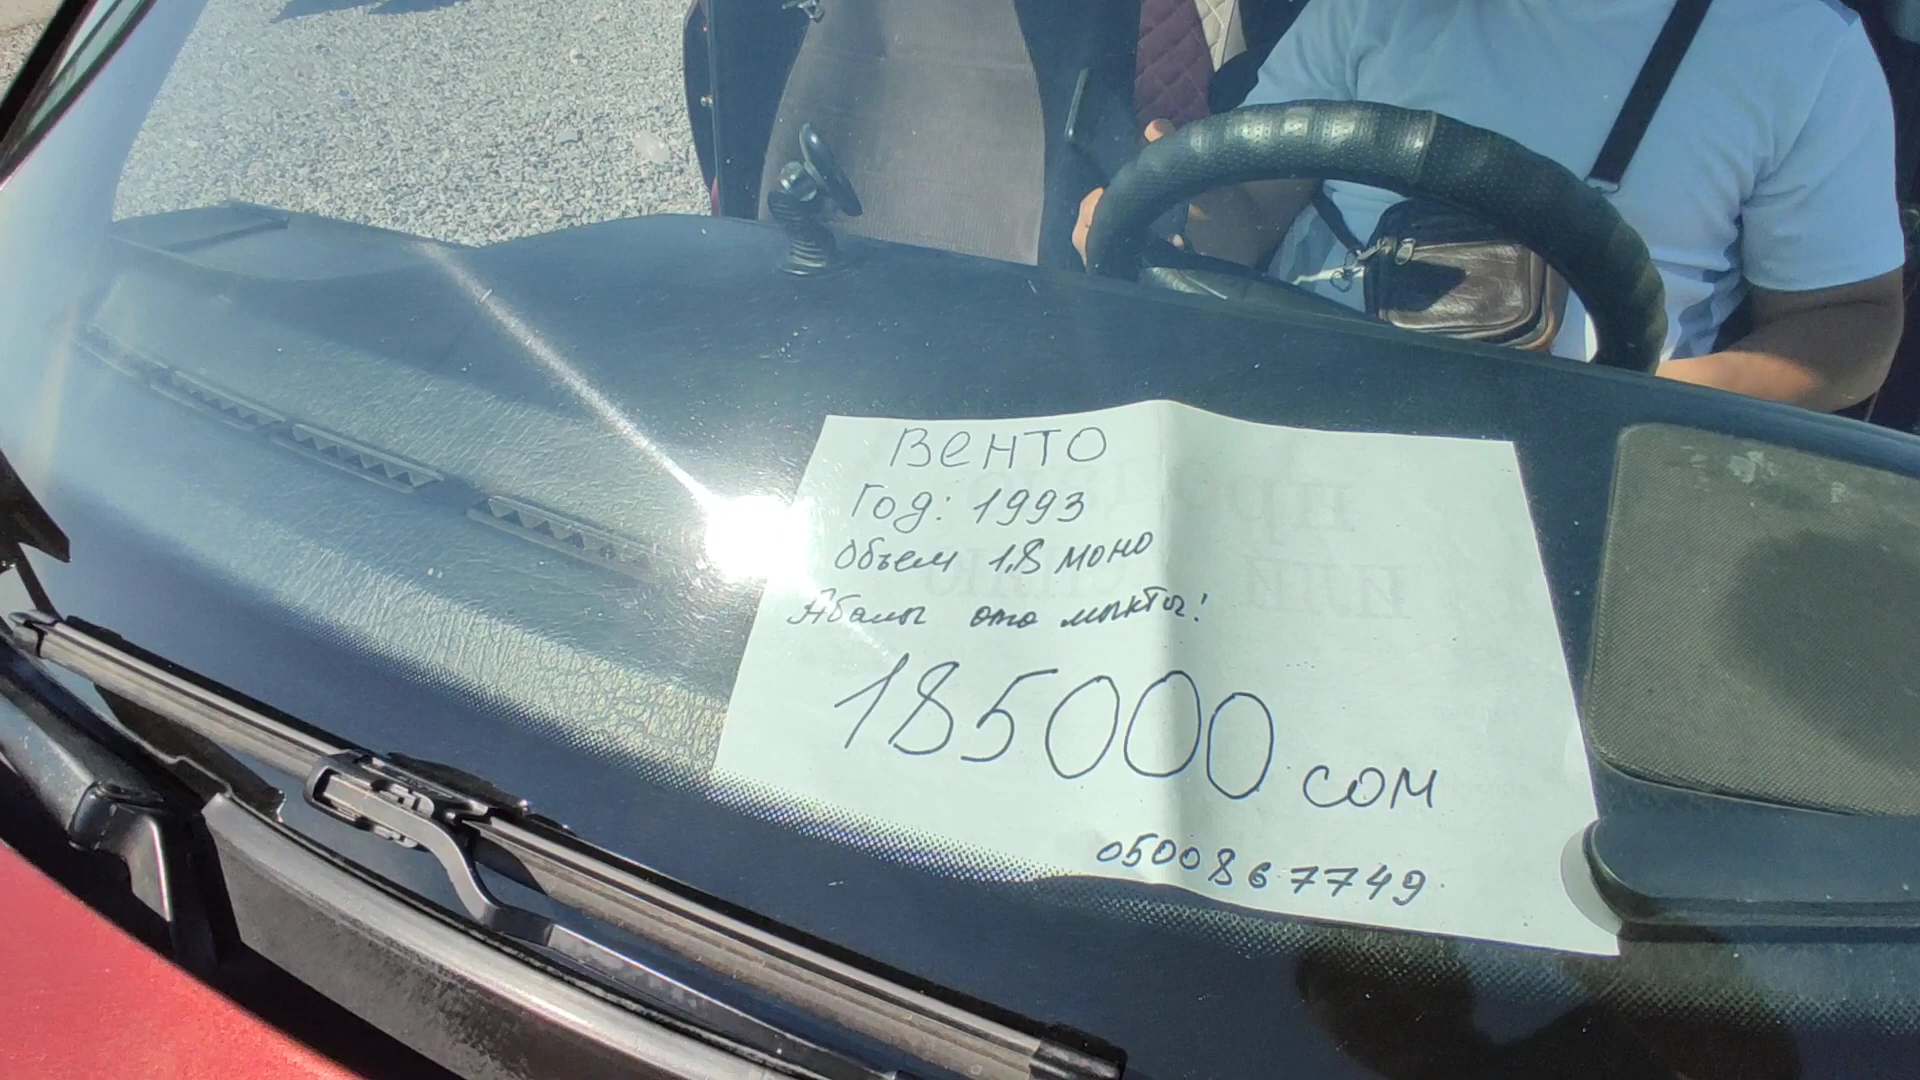 Венто
Год: 1993
Объем 1.8 моно
Абалы ото мыкты!
185000 сом
0500867749